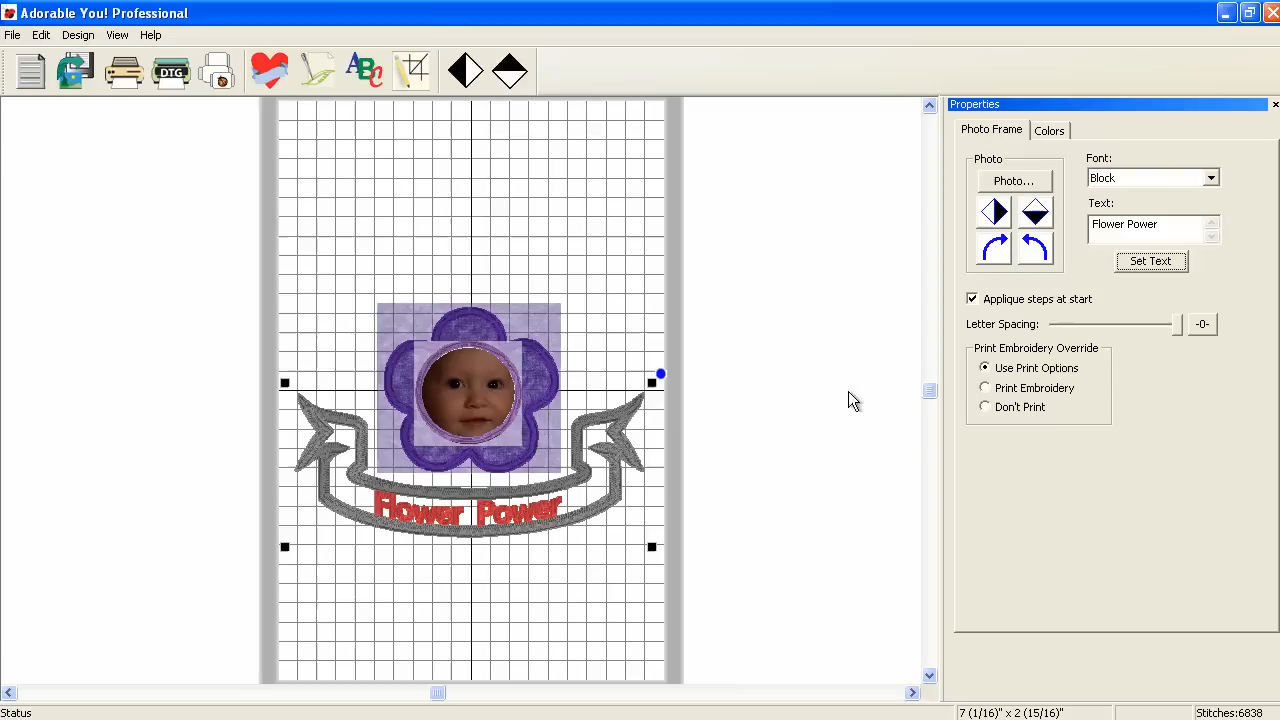 Adorable You! Professional
File Edit Design View Help
DTG
ABC
Properties
Photo Frame Colors
Photo
Photo...
Font:
Block
Text:
Flower Power
Set Text
Applique steps at start
Letter Spacing: -0-
Print Embroidery Override
Use Print Options
Print Embroidery
Don't Print
Flower Power
Status 7 (1/16)" x 2 (15/16)" Stitches:6838